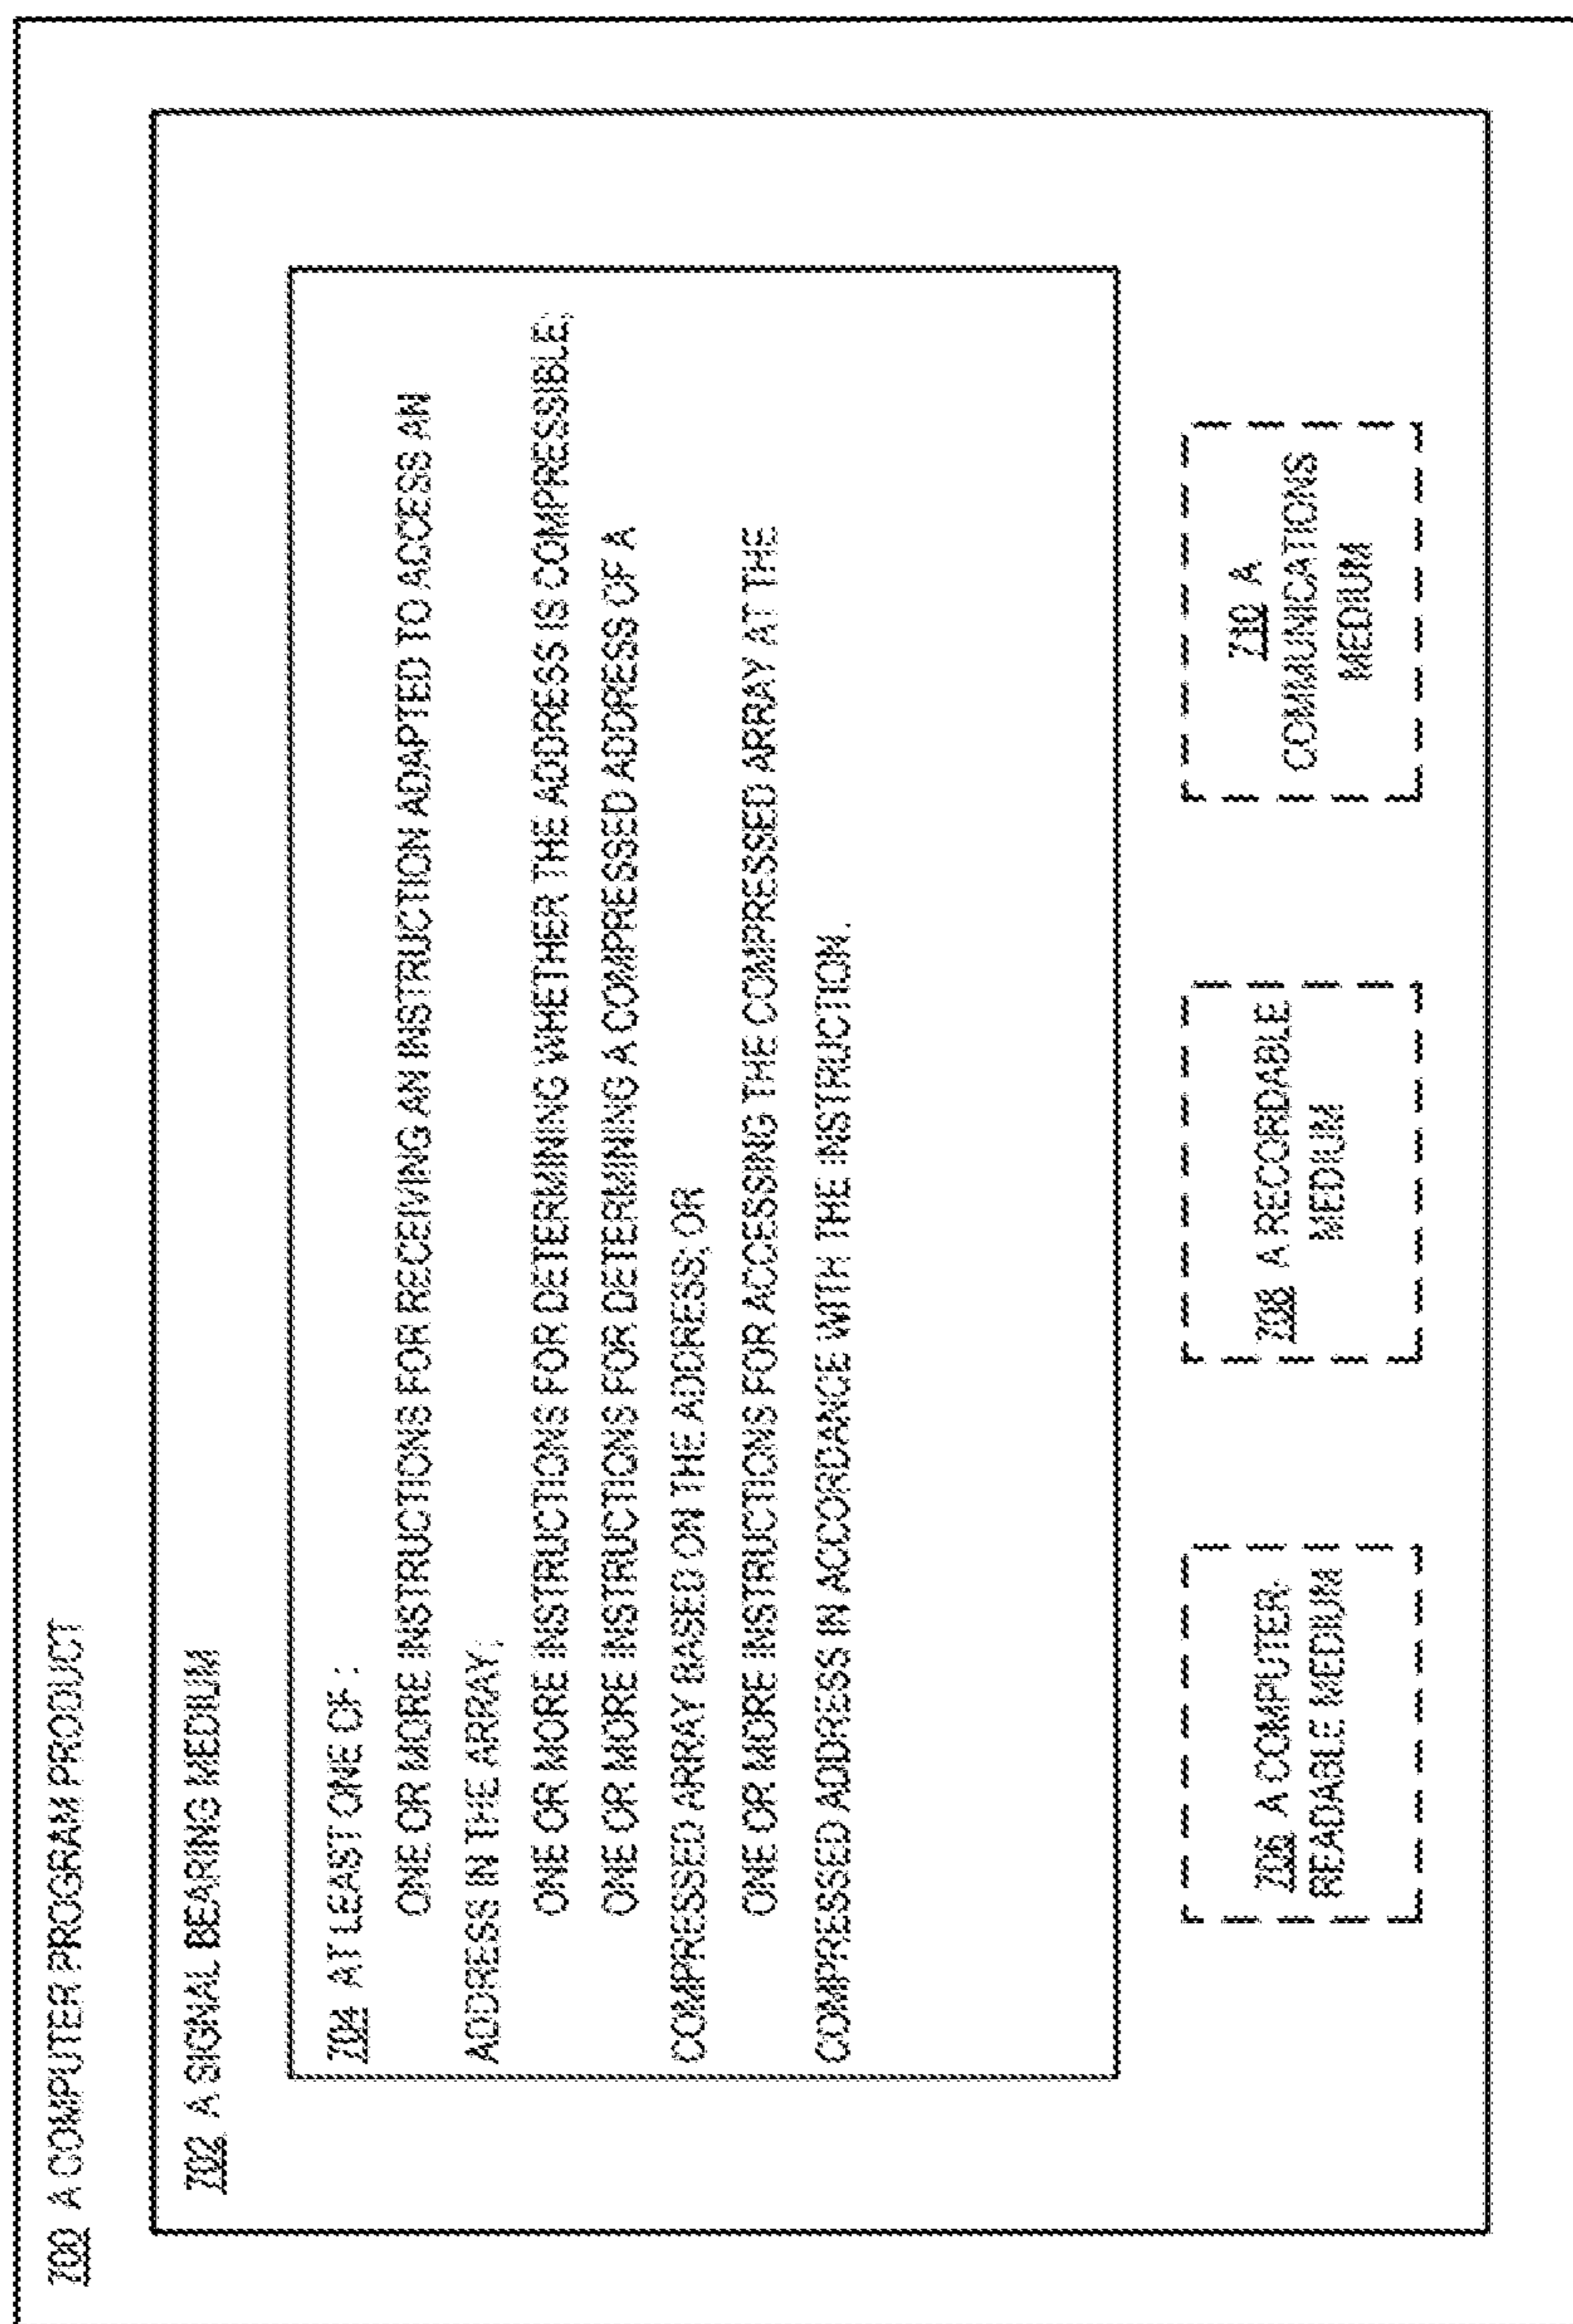 700 A COMPUTER PROGRAM PRODUCT
702 A SIGNAL BEARING MEDIUM
704 AT LEAST ONE OF :
ONE OR MORE INSTRUCTIONS FOR RECEIVING AN INSTRUCTION ADAPTED TO ACCESS AN
ADDRESS IN THE ARRAY;
ONE OR MORE INSTRUCTIONS FOR DETERMINING WHETHER THE ADDRESS IS COMPRESSIBLE;
ONE OR MORE INSTRUCTIONS FOR DETERMINING A COMPRESSED ADDRESS OF A
COMPRESSED ARRAY BASED ON THE ADDRESS; OR
ONE OR MORE INSTRUCTIONS FOR ACCESSING THE COMPRESSED ARRAY AT THE
COMPRESSED ADDRESS IN ACCORDANCE WITH THE INSTRUCTION.
706 A COMPUTER-
READABLE MEDIUM
708 A RECORDABLE
MEDIUM
710 A
COMMUNICATIONS
MEDIUM